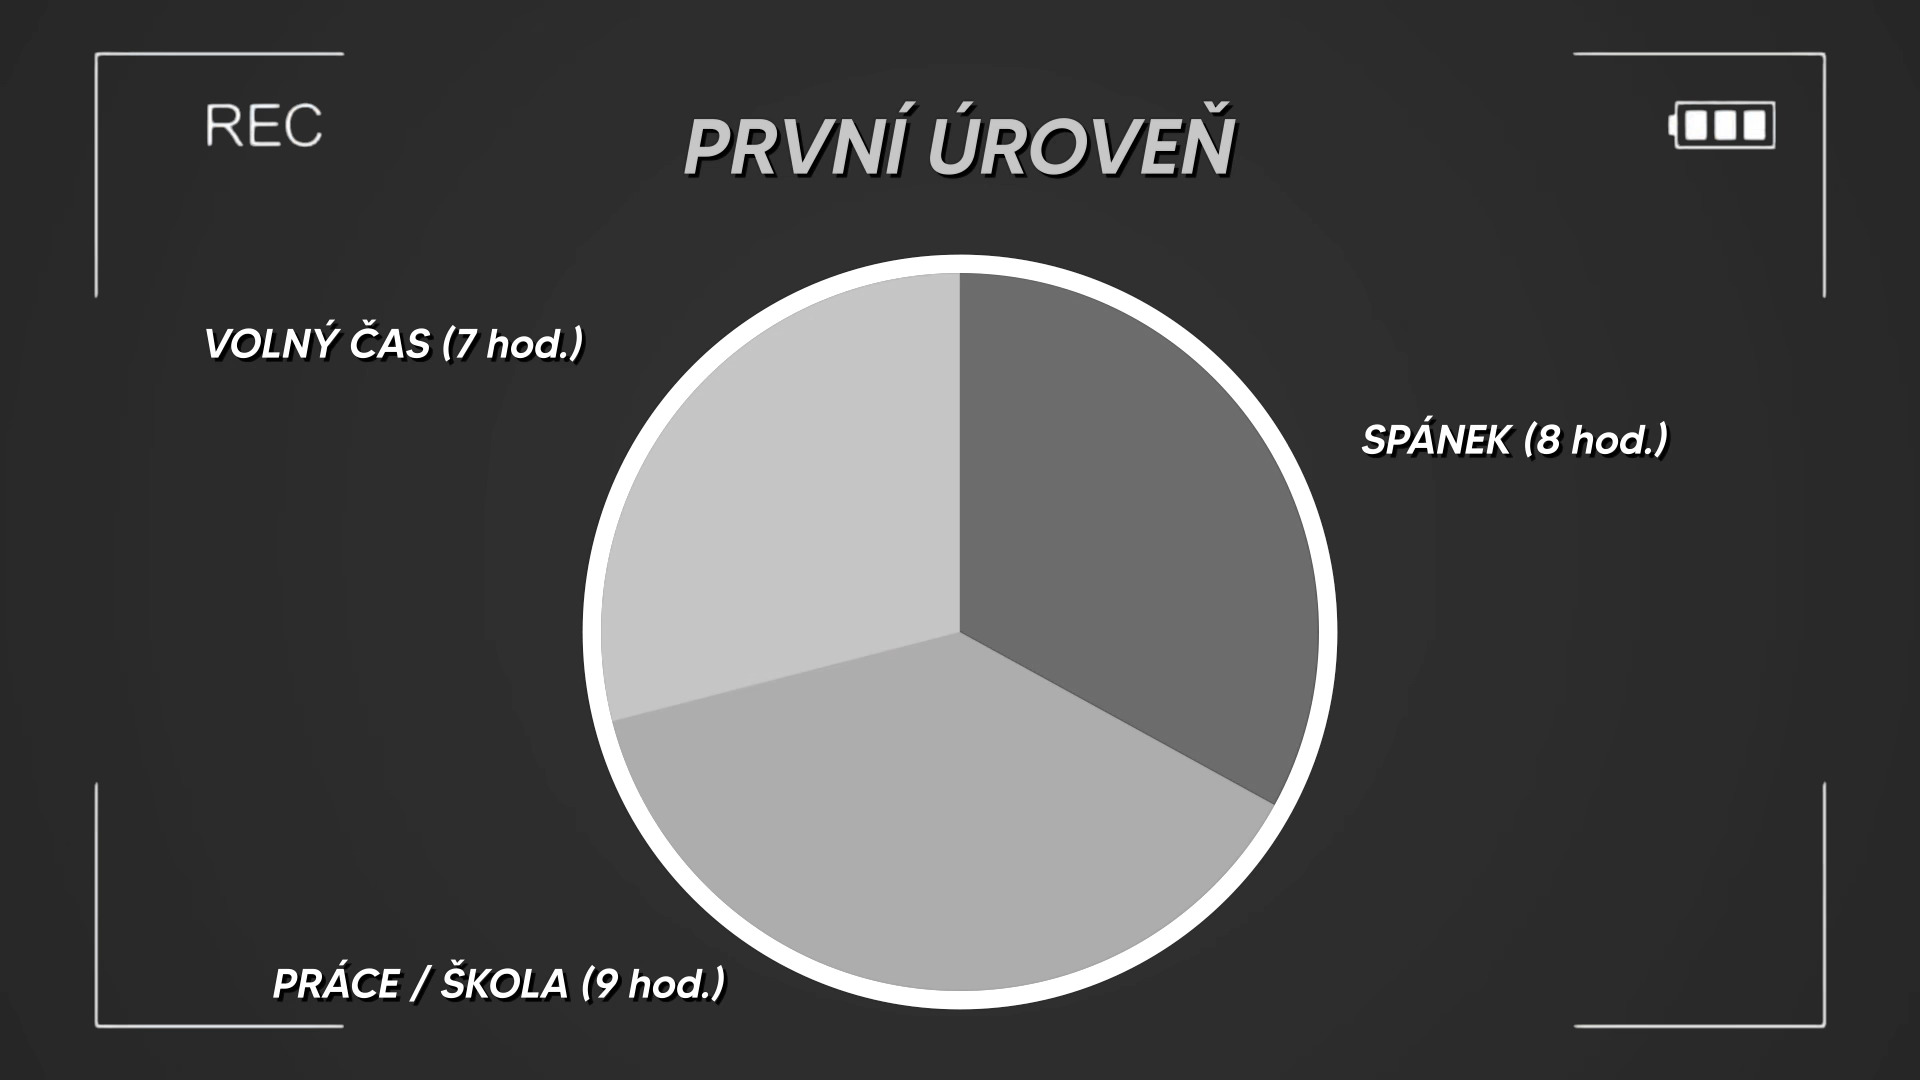 REC
PRVNÍ ÚROVEŇ
VOLNÝ ČAS (7 hod.)
SPÁNEK (8 hod.)
PRÁCE / ŠKOLA (9 hod.)